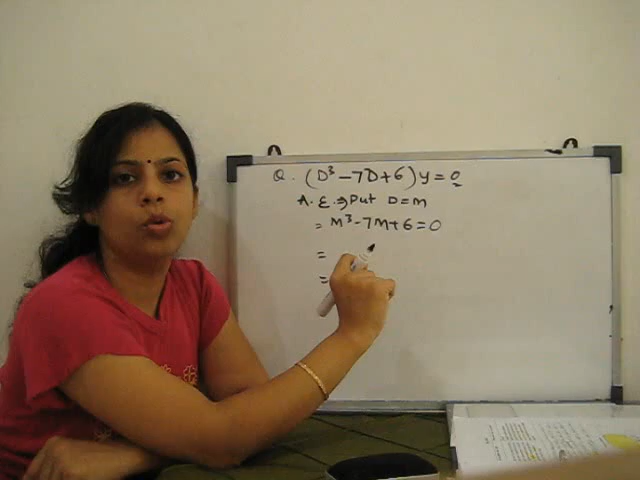 Q. (D³-7D+6)y=0
A.E.⇒Put D=m
= m³-7m+6=0
=
=